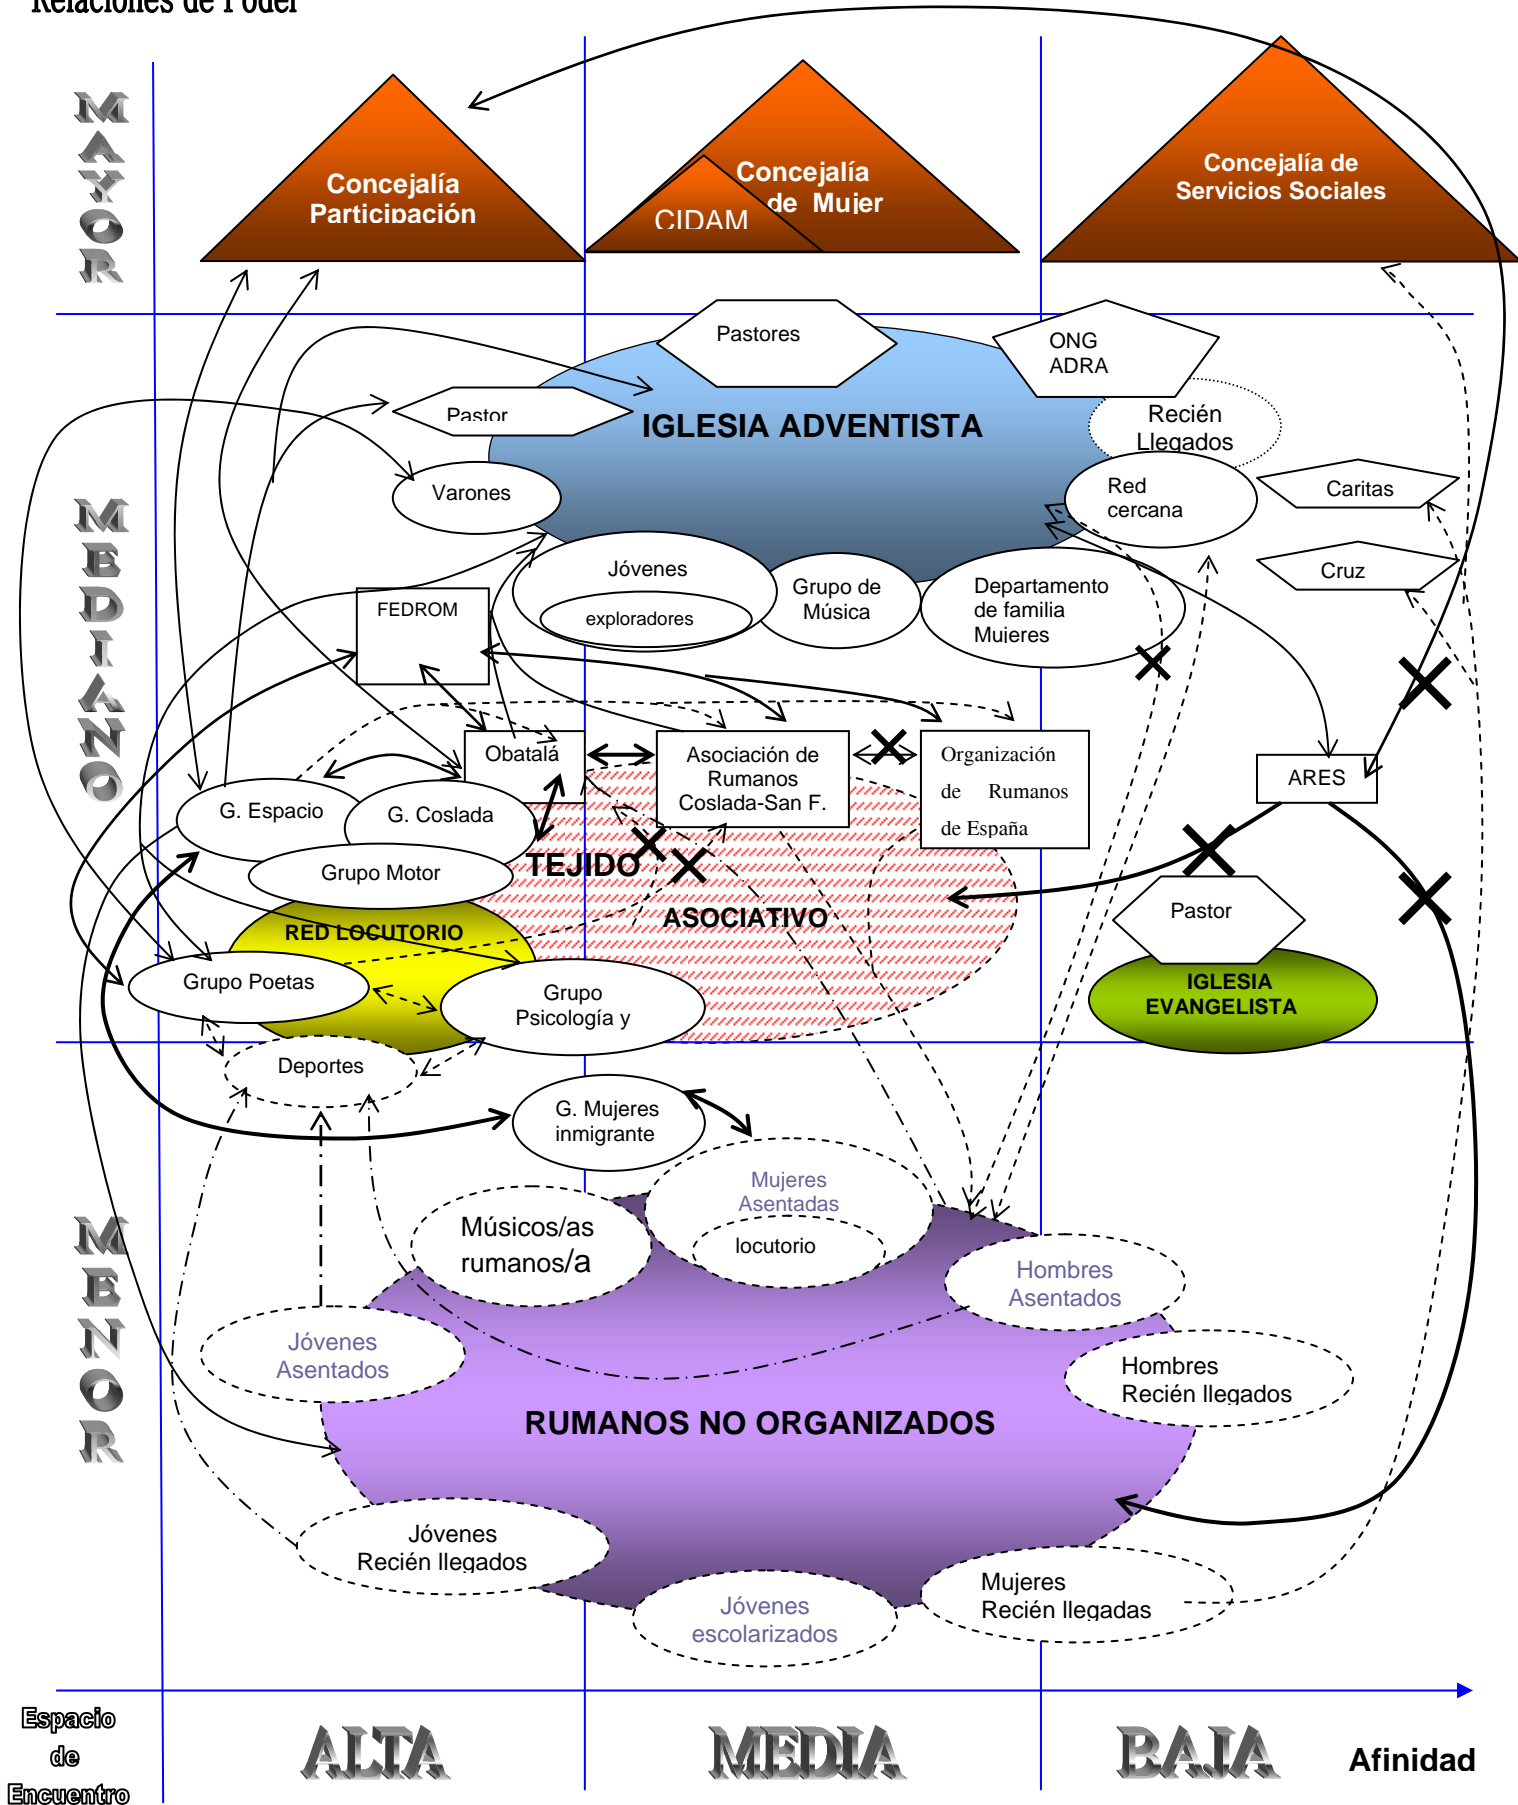 Relaciones de Poder
MAYOR
Concejalía
Participación
Concejalía
de Mujer
CIDAM
Concejalía de
Servicios Sociales
MEDIANO
Pastores
ONG
ADRA
Pastor
IGLESIA ADVENTISTA
Recién
Llegados
Varones
Red
cercana
Caritas
Jóvenes
exploradores
Grupo de
Música
Departamento
de familia
Mujeres
Cruz
FEDROM
Obatalá
Asociación de
Rumanos
Coslada-San F.
Organización
de Rumanos
de España
ARES
G. Espacio
G. Coslada
Grupo Motor
TEJIDO
ASOCIATIVO
RED LOCUTORIO
Pastor
IGLESIA
EVANGELISTA
Grupo Poetas
Grupo
Psicología y
Deportes
MENOR
G. Mujeres
inmigrante
Mujeres
Asentadas
locutorio
Músicos/as
rumanos/a
Hombres
Asentados
Jóvenes
Asentados
Hombres
Recién llegados
RUMANOS NO ORGANIZADOS
Jóvenes
Recién llegados
Mujeres
Recién llegadas
Jóvenes
escolarizados
Espacio
de
Encuentro
ALTA
MEDIA
BAJA
Afinidad